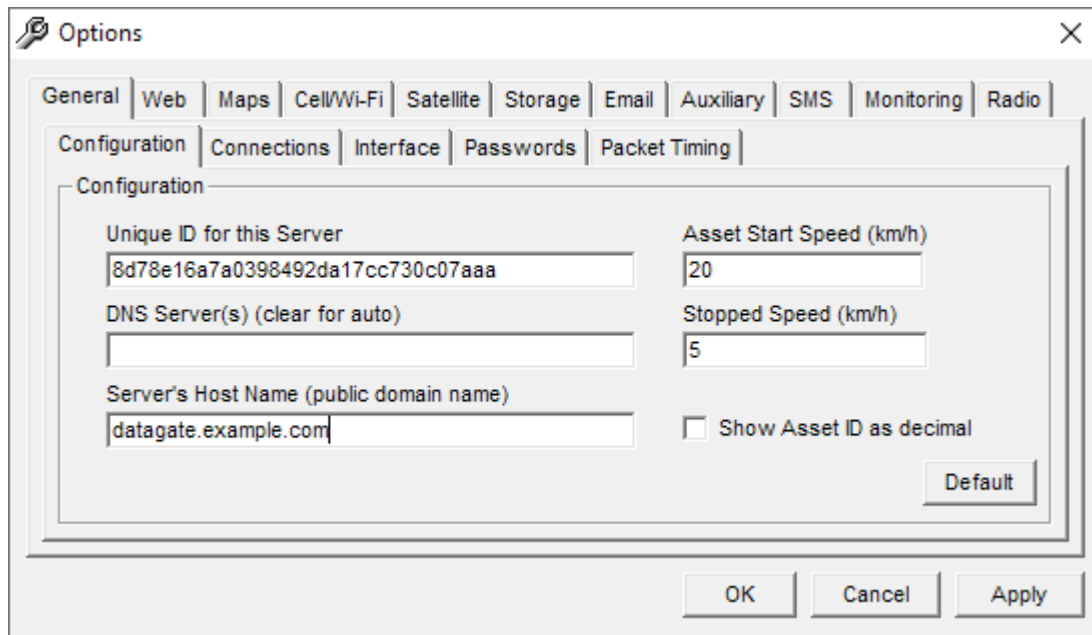 Options
General Web Maps Cell/Wi-Fi Satellite Storage Email Auxiliary SMS Monitoring Radio
Configuration Connections Interface Passwords Packet Timing
Configuration
Unique ID for this Server
8d78e16a7a0398492da17cc730c07aaa
Asset Start Speed (km/h)
20
DNS Server(s) (clear for auto)
Stopped Speed (km/h)
5
Server's Host Name (public domain name)
datagate.example.com
Show Asset ID as decimal
Default
OK Cancel Apply